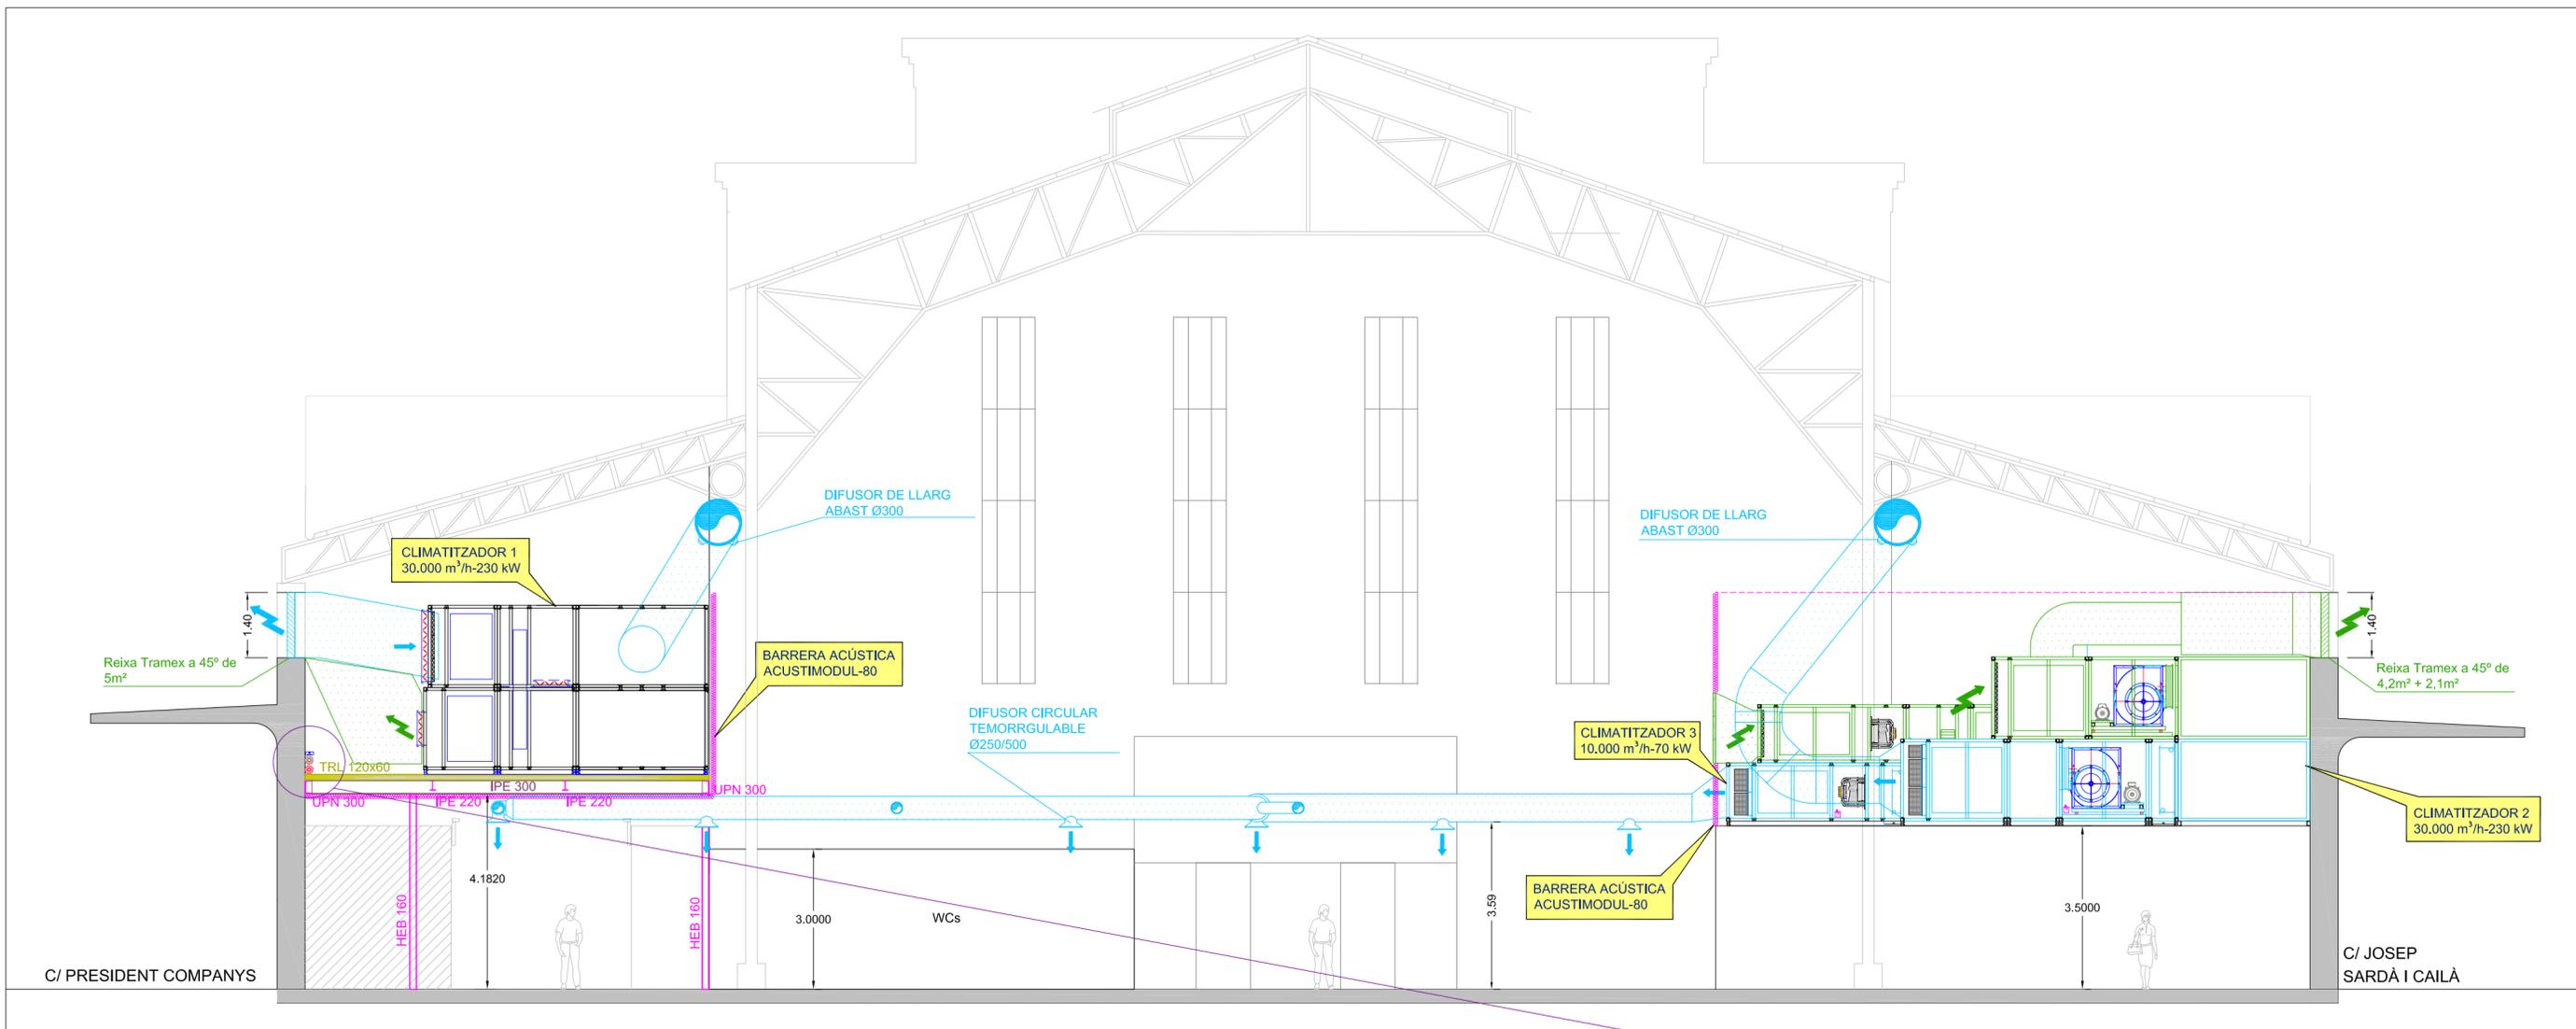 DIFUSOR DE LLARG
ABAST Ø300
DIFUSOR DE LLARG
ABAST Ø300
CLIMATITZADOR 1
30.000 m³/h-230 kW
1.40
1.40
Reixa Tramex a 45º de
5m²
BARRERA ACÚSTICA
ACUSTIMODUL-80
Reixa Tramex a 45º de
4,2m² + 2,1m²
DIFUSOR CIRCULAR
TEMORRGULABLE
Ø250/500
CLIMATITZADOR 3
10.000 m³/h-70 kW
TRL 120x60
IPE 300
UPN 300
UPN 300
IPE 220
IPE 220
CLIMATITZADOR 2
30,000 m³/h-230 kW
4.1820
HEB 160
HEB 160
3.0000
WCs
3.59
BARRERA ACÚSTICA
ACUSTIMODUL-80
3.5000
C/ PRESIDENT COMPANYS
C/ JOSEP
SARDÀ I CAILÀ